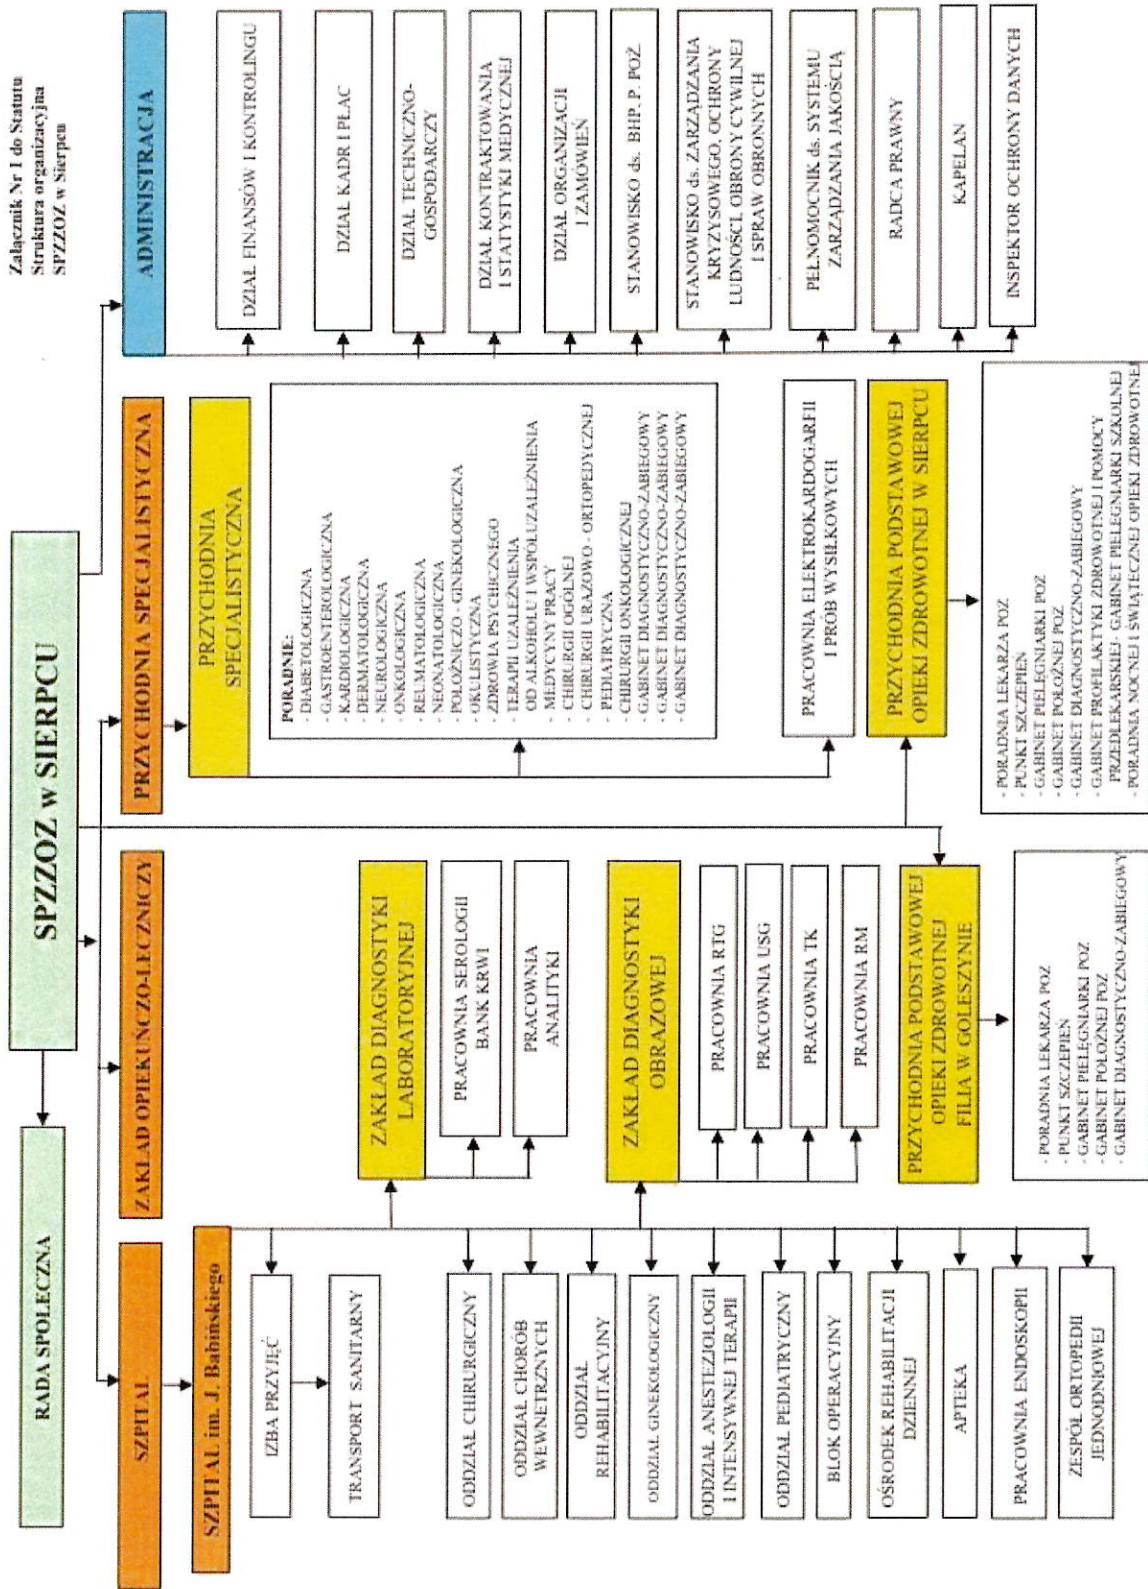 Załącznik Nr 1 do Statutu
Struktura organizacyjna
SPZZOZ w Sierpcu
SPZZOZ w SIERPCU
RADA SPOŁECZNA
SZPITAL
ZAKŁAD OPIEKUŃCZO-LECZNICZY
PRZYCHODNIA SPECJALISTYCZNA
ADMINISTRACJA
SZPITAL im. J. Babińskiego
IZBA PRZYJĘĆ
TRANSPORT SANITARNY
ODDZIAŁ CHIRURGICZNY
ODDZIAŁ CHORÓB
WEWNETRZNYCH
ODDZIAŁ
REHABILITACYJNY
ODDZIAŁ GINEKOLOGICZNY
ODDZIAŁ ANESTEZJOLOGII
I INTENSYWNEJ TERAPII
ODDZIAŁ PEDIATRYCZNY
BLOK OPERACYJNY
OŚRODEK REHABILITACJI
DZIENNEJ
APTEKA
PRACOWNIA ENDOSKOPII
ZESPÓŁ ORTOPEDII
JEDNODNIOWEJ
ZAKŁAD DIAGNOSTYKI
LABORATORYJNEJ
PRACOWNIA SEROLOGII
BANK KRWI
PRACOWNIA
ANALITYKI
ZAKŁAD DIAGNOSTYKI
OBRAZOWEJ
PRACOWNIA RTG
PRACOWNIA USG
PRACOWNIA TK
PRACOWNIA RM
PRZYCHODNIA PODSTAWOWEJ
OPIEKI ZDROWOTNEJ
FILIA W GOLESZYNIE
- PORADNIA LEKARZA POZ
- PUNKT SZCZEPIEŃ
- GABINET PIELĘGNIARKI POZ
- GABINET POŁOŻNEJ POZ
- GABINET DIAGNOSTYCZNO-ZABIEGOWY
PRZYCHODNIA
SPECJALISTYCZNA
PORADNIE:
- DIABETOLOGICZNA
- GASTROENTEROLOGICZNA
- KARDIOLOGICZNA
- DERMATOLOGICZNA
- NEUROLOGICZNA
- ONKOLOGICZNA
- REUMATOLOGICZNA
- NEONATOLOGICZNA
- POŁOŻNICZO - GINEKOLOGICZNA
- OKULISTYCZNA
- ZDROWIA PSYCHICZNEGO
- TERAPII UZALEŻNIENIA
OD ALKOHOLU I WSPÓŁUZALEŻNIENIA
- MEDYCYNY PRACY
- CHIRURGII OGÓLNEJ
- CHIRURGII URAZOWO - ORTOPEDYCZNEJ
- PEDIATRYCZNA
- CHIRURGII ONKOLOGICZNEJ
- GABINET DIAGNOSTYCZNO-ZABIEGOWY
- GABINET DIAGNOSTYCZNO-ZABIEGOWY
- GABINET DIAGNOSTYCZNO-ZABIEGOWY
PRACOWNIA ELEKTROKARDOGARFII
I PRÓB WYSIŁKOWYCH
PRZYCHODNIA PODSTAWOWEJ
OPIEKI ZDROWOTNEJ W SIERPCU
- PORADNIA LEKARZA POZ
- PUNKT SZCZEPIEŃ
- GABINET PIELĘGNIARKI POZ
- GABINET POŁOŻNEJ POZ
- GABINET DIAGNOSTYCZNO-ZABIEGOWY
- GABINET PROFILAKTYKI ZDROWOTNEJ I POMOCY
PRZEDLEKARSKIEJ- GABINET PIELĘGNIARKI SZKOLNEJ
- PORADNIA NOCNEJ I ŚWIĄTECZNEJ OPIEKI ZDROWOTNEJ
DZIAŁ FINANSÓW I KONTROLINGU
DZIAŁ KADR I PŁAC
DZIAŁ TECHNICZNO-
GOSPODARCZY
DZIAŁ KONTRAKTOWANIA
I STATYSTYKI MEDYCZNEJ
DZIAŁ ORGANIZACJI
I ZAMÓWIEŃ
STANOWISKO ds. BHP. P. POŻ
STANOWISKO ds. ZARZĄDZANIA
KRYZYSOWEGO, OCHRONY
LUDNOŚCI, OBRONY CYWILNEJ
I SPRAW OBRONNYCH
PEŁNOMOCNIK ds. SYSTEMU
ZARZĄDZANIA JAKOŚCIĄ
RADCA PRAWNY
KAPELAN
INSPEKTOR OCHRONY DANYCH